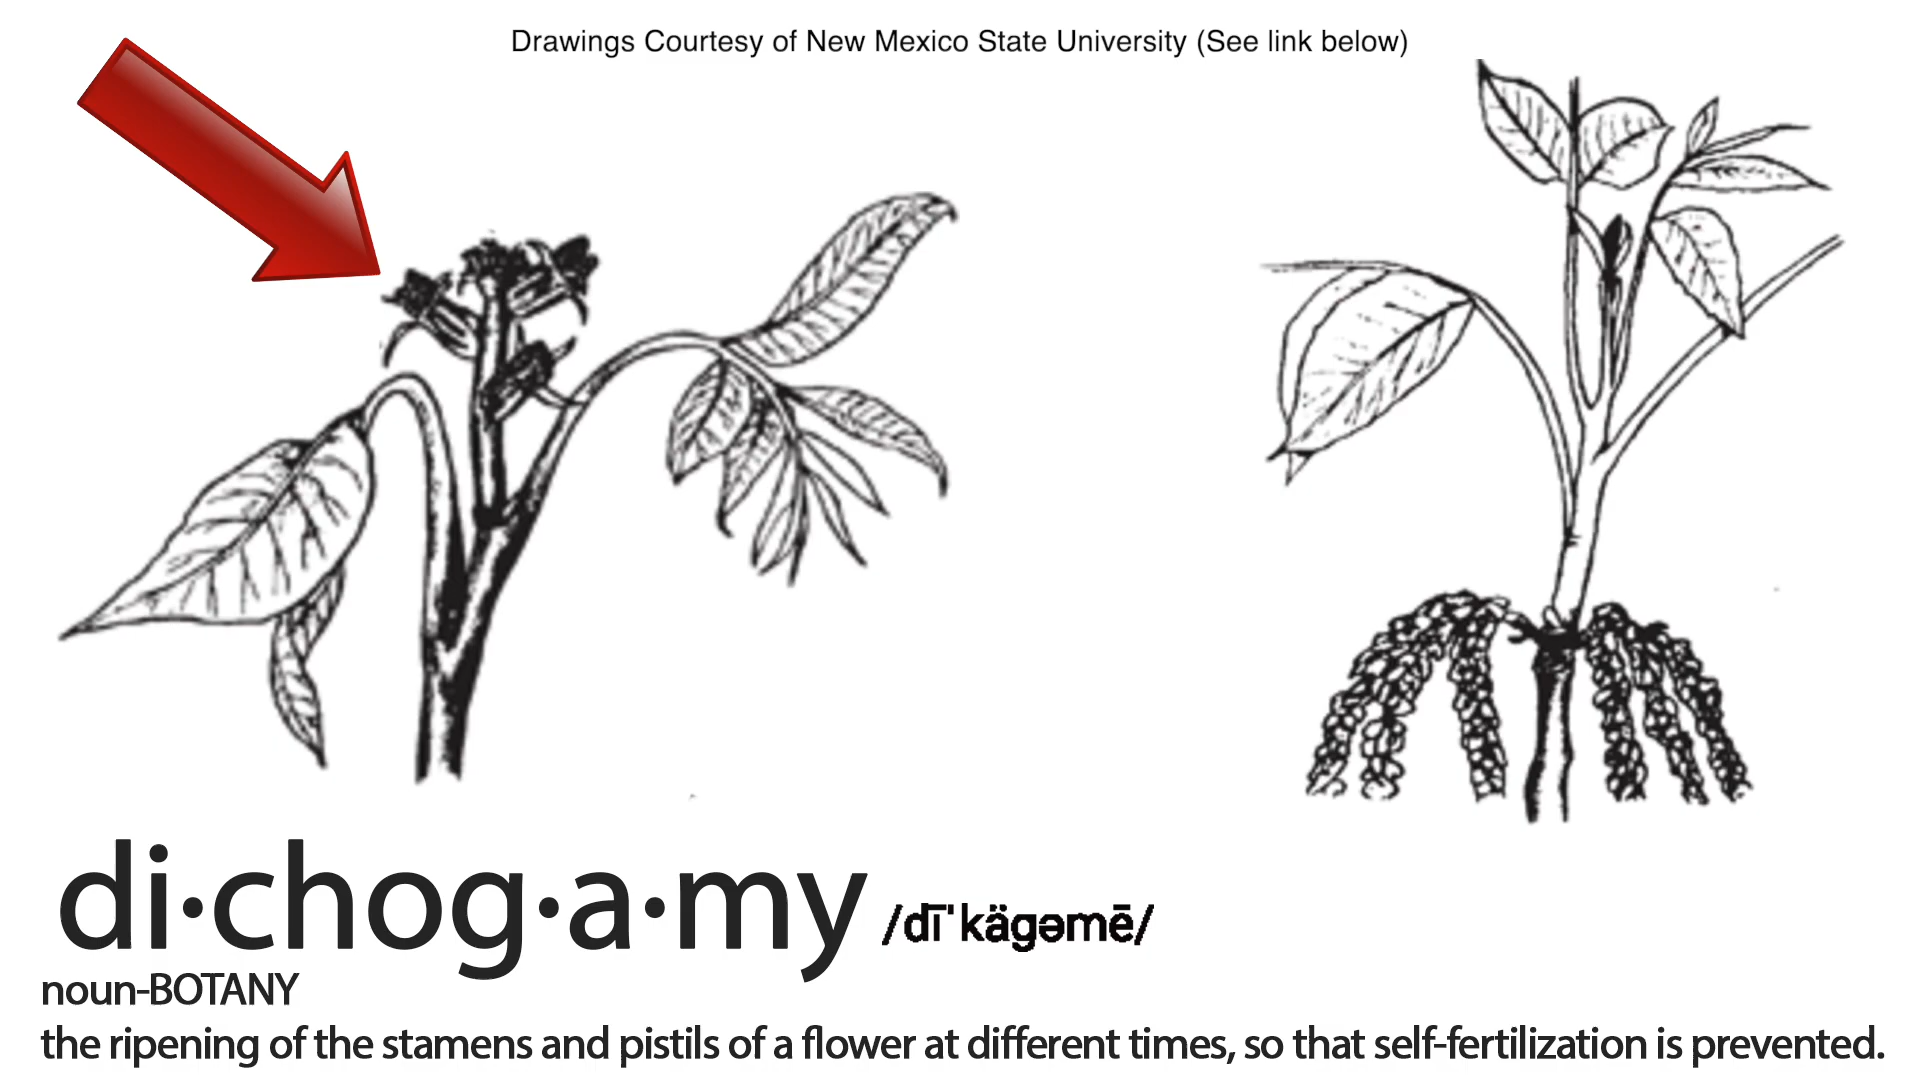 Drawings Courtesy of New Mexico State University (See link below)
di·chog·a·my /dīˈkägəmē/
noun-BOTANY
the ripening of the stamens and pistils of a flower at different times, so that self-fertilization is prevented.